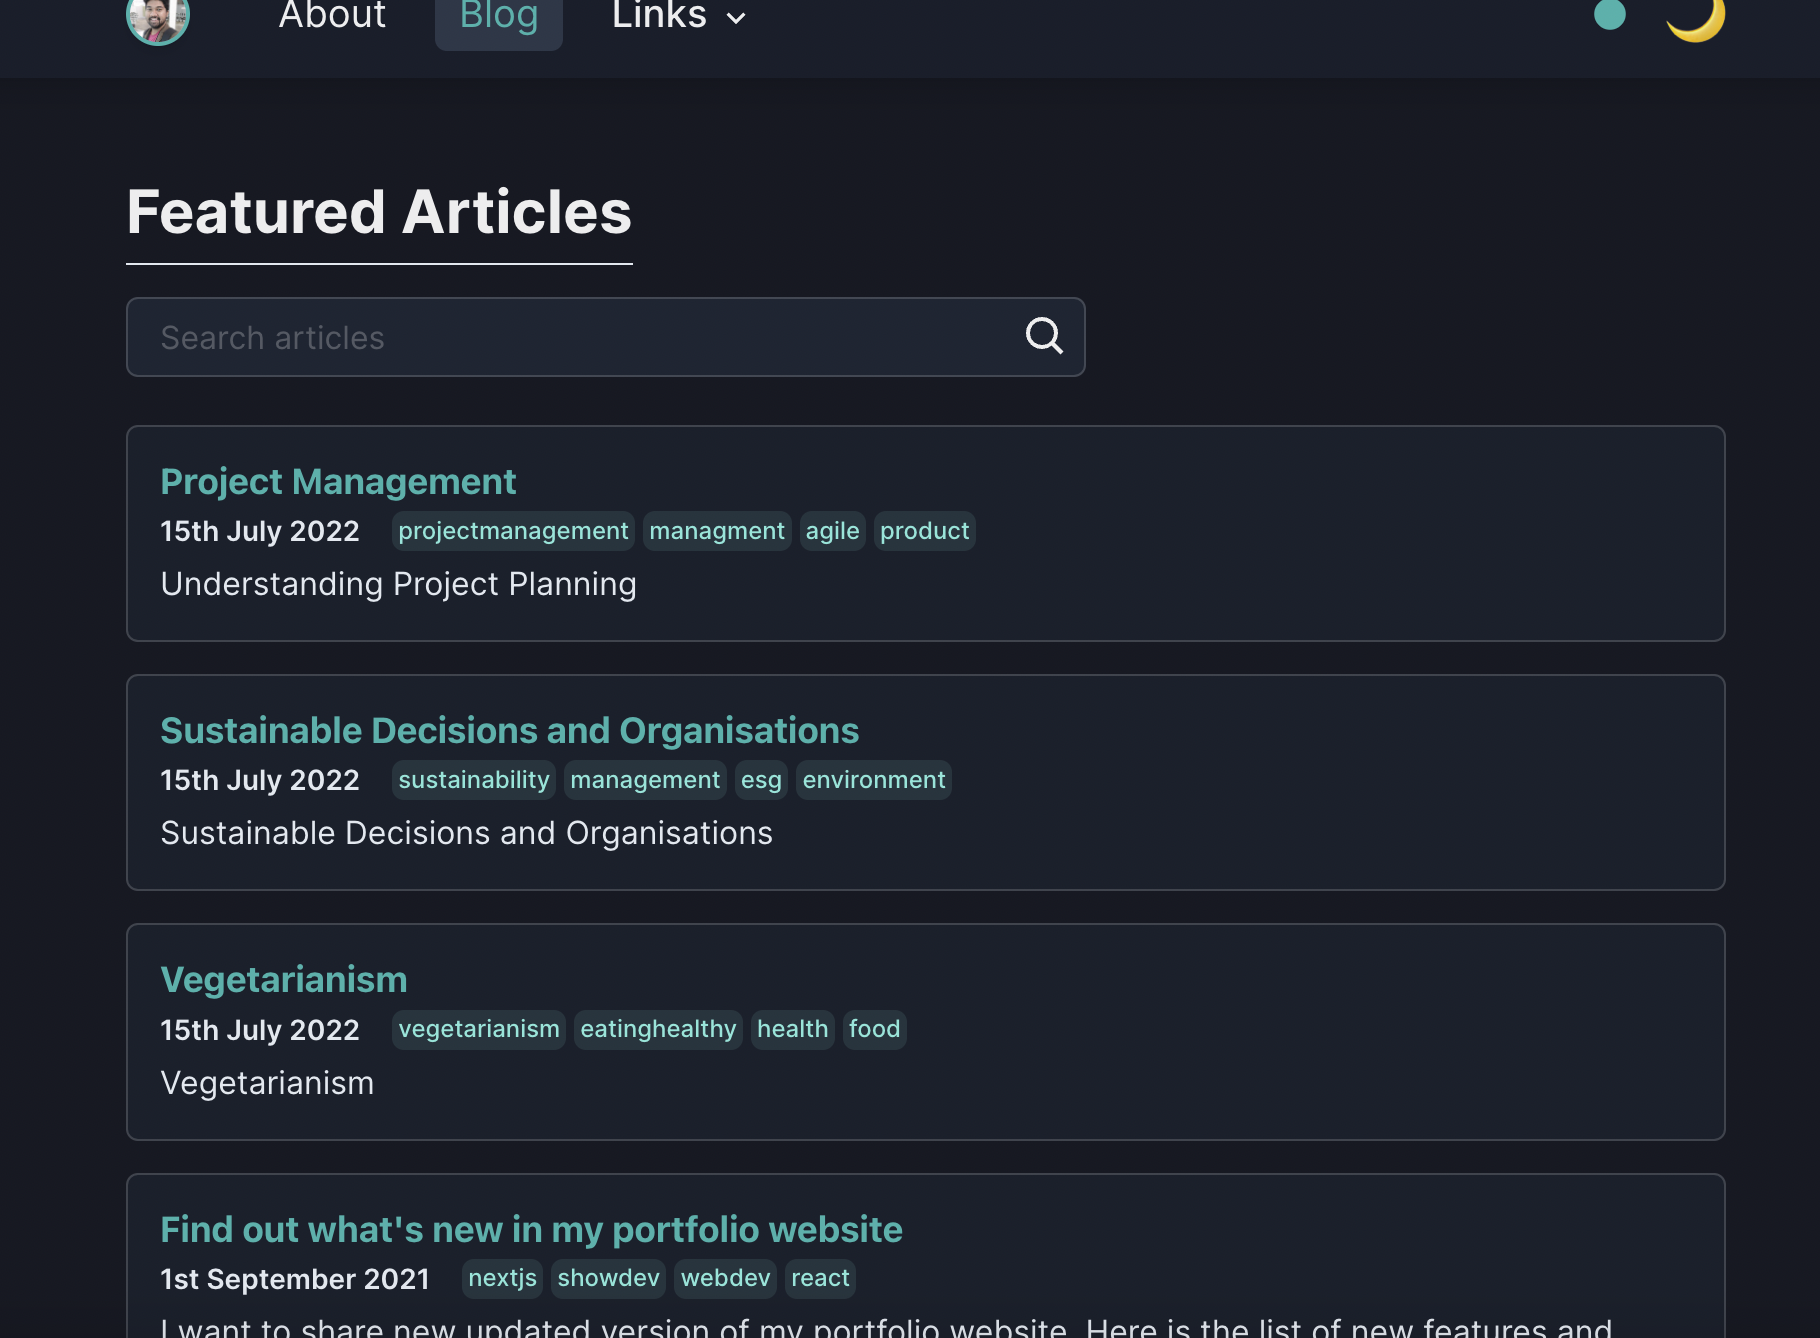 About Blog Links
Featured Articles
Search articles
Project Management
15th July 2022 projectmanagement managment agile product
Understanding Project Planning
Sustainable Decisions and Organisations
15th July 2022 sustainability management esg environment
Sustainable Decisions and Organisations
Vegetarianism
15th July 2022 vegetarianism eatinghealthy health food
Vegetarianism
Find out what's new in my portfolio website
1st September 2021 nextjs showdev webdev react
I want to share new updated version of my portfolio website. Here is the list of new features and